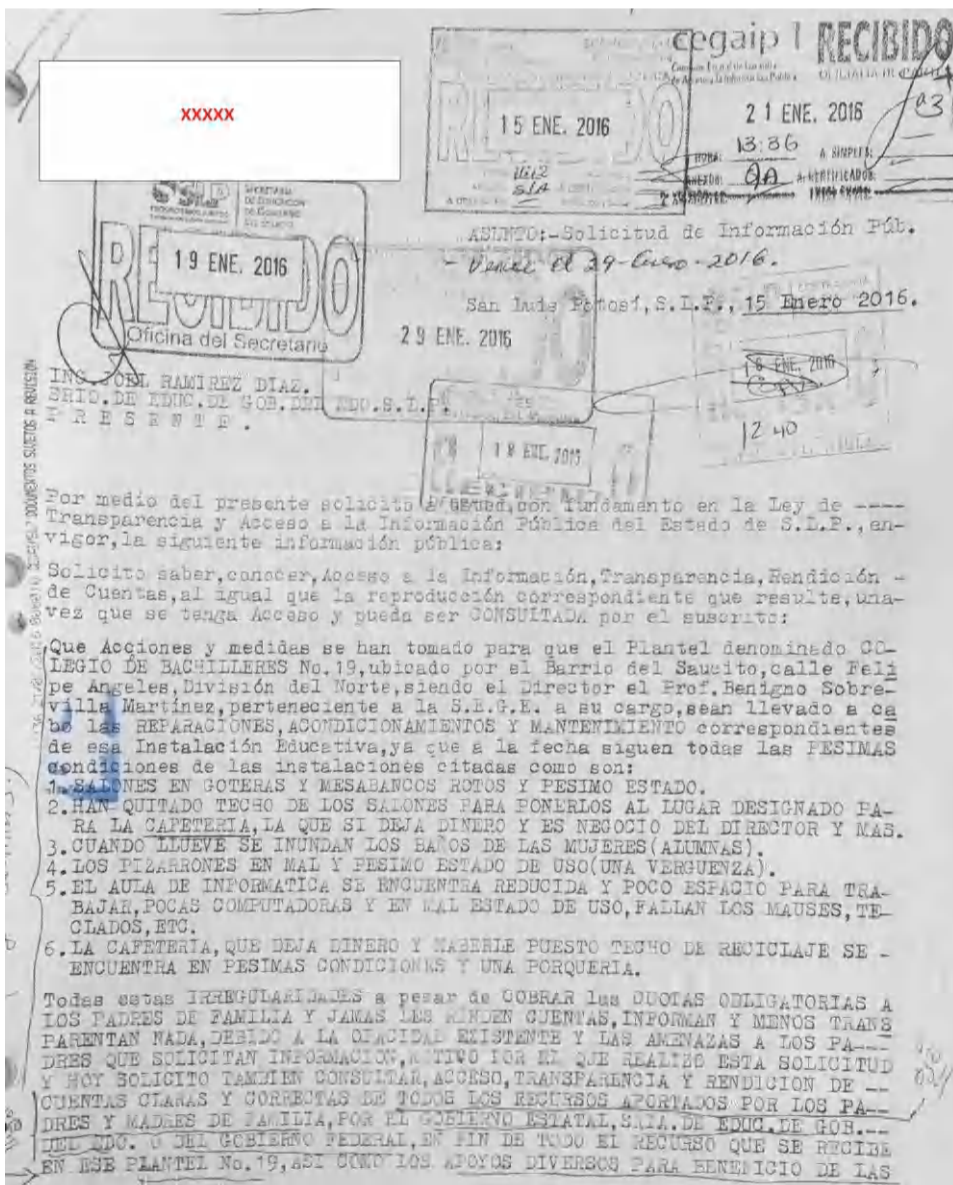 XXXXX
cegaip RECIBIDO
15 ENE. 2016
21 ENE. 2016
HORA: 13:36
19 ENE. 2016
RECIBIDO
Oficina del Secretario
29 ENE. 2016
18 ENE. 2016
12 40
ASUNTO:-Solicitud de Información Púb.
- Vence el 29-Enero-2016.
San Luis Potosí,S.L.P., 15 Enero 2016.
ING.JOEL RAMIREZ DIAZ.
SRIO.DE EDUC.DE GOB.DEL EDO.S.L.P.
P R E S E N T E .
Por medio del presente solicito a usted,con fundamento en la Ley de ----
Transparencia y Acceso a la Información Pública del Estado de S.L.P.,en-
vigor,la siguiente información pública:
Solicito saber,conocer,Acceso a la Información,Transparencia,Rendición -
de Cuentas,al igual que la reproducción correspondiente que resulte,una-
vez que se tenga Acceso y pueda ser CONSULTADA por el suscrito:
Que Acciones y medidas se han tomado para que el Plantel denominado CO-
LEGIO DE BACHILLERES No.19,ubicado por el Barrio del Saucito,calle Feli
pe Angeles,División del Norte,siendo el Director el Prof.Benigno Sobre-
villa Martínez,perteneciente a la S.E.G.E. a su cargo,sean llevado a ca
bo las REPARACIONES,ACONDICIONAMIENTOS Y MANTENIMIENTO correspondientes
de esa Instalación Educativa,ya que a la fecha siguen todas las PESIMAS
condiciones de las instalaciones citadas como son:
1.SALONES EN GOTERAS Y MESABANCOS ROTOS Y PESIMO ESTADO.
2.HAN QUITADO TECHO DE LOS SALONES PARA PONERLOS AL LUGAR DESIGNADO PA-
RA LA CAFETERIA,LA QUE SI DEJA DINERO Y ES NEGOCIO DEL DIRECTOR Y MAS.
3.CUANDO LLUEVE SE INUNDAN LOS BAÑOS DE LAS MUJERES(ALUMNAS).
4.LOS PIZARRONES EN MAL Y PESIMO ESTADO DE USO(UNA VERGUENZA).
5.EL AULA DE INFORMATICA SE ENCUENTRA REDUCIDA Y POCO ESPACIO PARA TRA-
BAJAR,POCAS COMPUTADORAS Y EN MAL ESTADO DE USO,FALLAN LOS MAUSES,TE-
CLADOS,ETC.
6.LA CAFETERIA,QUE DEJA DINERO Y HABERLE PUESTO TECHO DE RECICLAJE SE -
ENCUENTRA EN PESIMAS CONDICIONES Y UNA PORQUERIA.
Todas estas IRREGULARIDADES a pesar de COBRAR las CUOTAS OBLIGATORIAS A
LOS PADRES DE FAMILIA Y JAMAS LES RINDEN CUENTAS,INFORMAN Y MENOS TRANS
PARENTAN NADA,DEBIDO A LA OPACIDAD EXISTENTE Y LAS AMENAZAS A LOS PA---
DRES QUE SOLICITAN INFORMACION,MOTIVO POR EL QUE REALIZO ESTA SOLICITUD
Y HOY SOLICITO TAMBIEN CONSULTAR,ACCESO,TRANSPARENCIA Y RENDICION DE --
CUENTAS CLARAS Y CORRECTAS DE TODOS LOS RECURSOS APORTADOS POR LOS PA--
DRES Y MADRES DE FAMILIA,POR EL GOBIERNO ESTATAL,SRIA.DE EDUC.DE GOB.---
DEL EDO. O DEL GOBIERNO FEDERAL,EN FIN DE TODO EL RECURSO QUE SE RECIBE
EN ESE PLANTEL No.19,ASI COMO LOS APOYOS DIVERSOS PARA BENEFICIO DE LAS